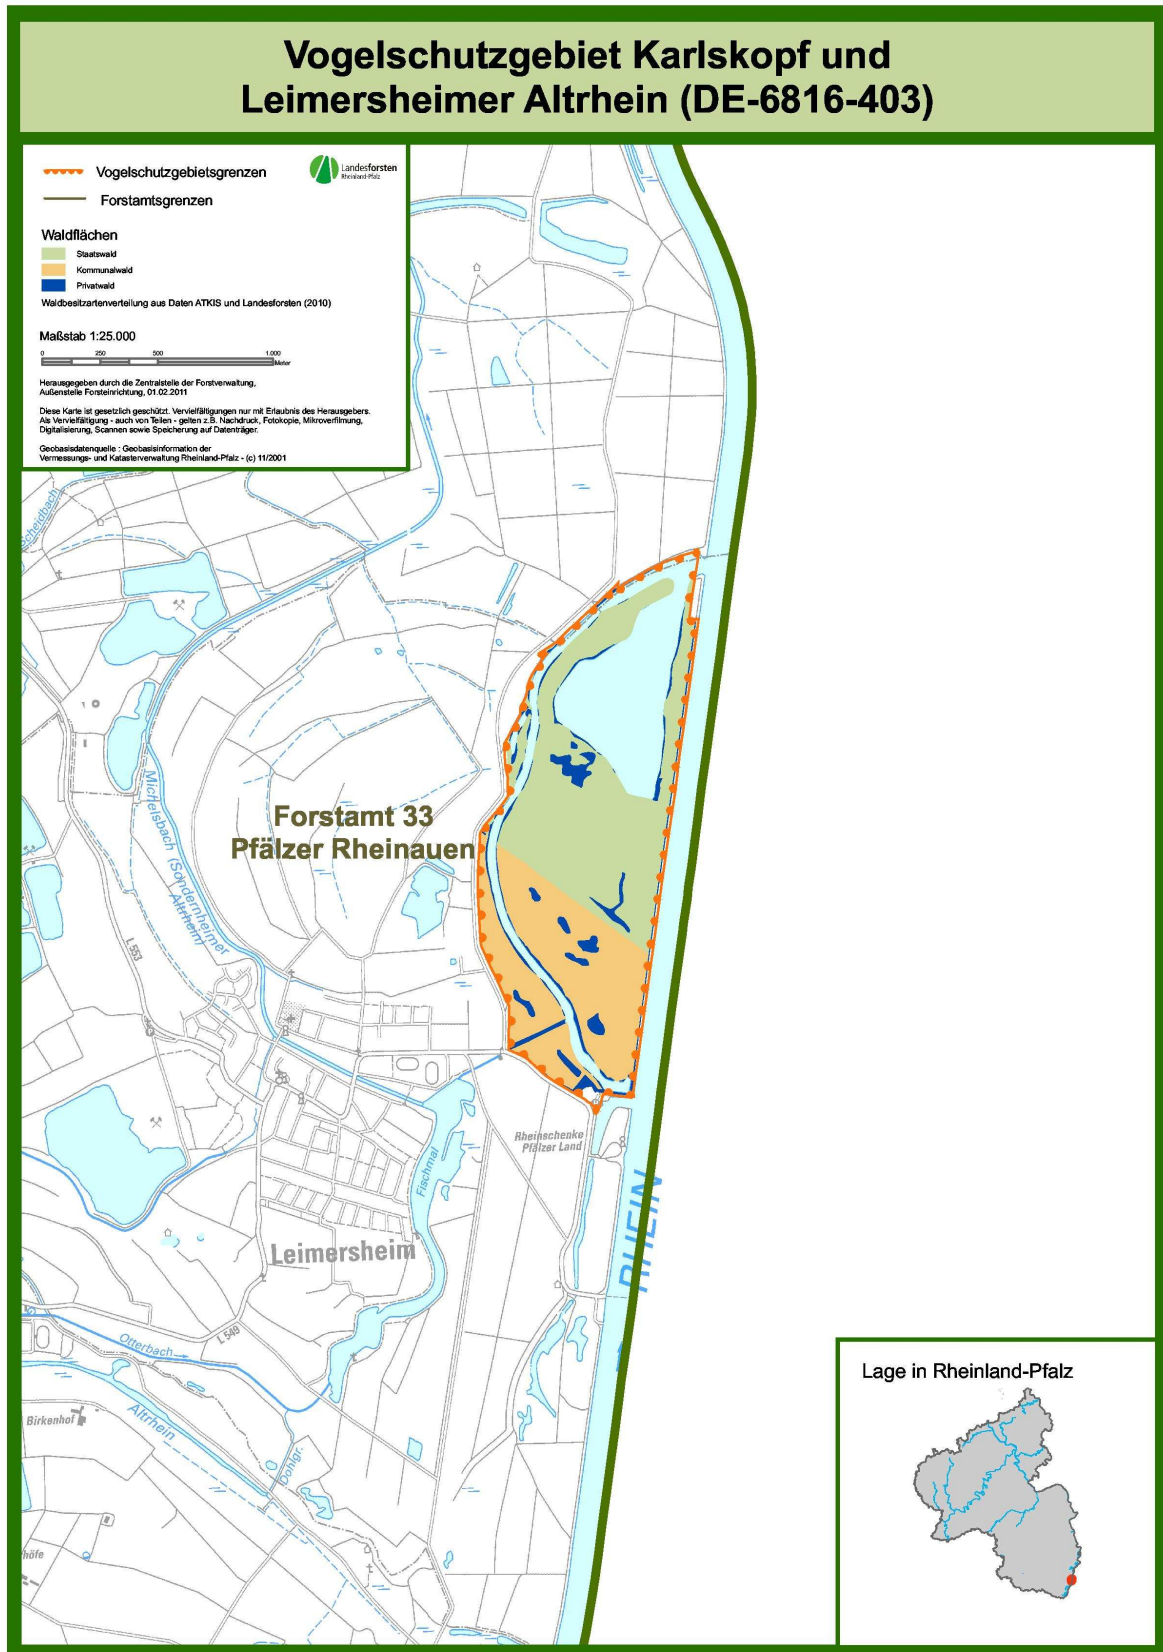 Vogelschutzgebiet Karlskopf und
Leimersheimer Altrhein (DE-6816-403)
Vogelschutzgebietsgrenzen
Landesforsten
Rheinland-Pfalz
Forstamtsgrenzen
Waldflächen
Staatswald
Kommunalwald
Privatwald
Waldbesitzartenverteilung aus Daten ATKIS und Landesforsten (2010)
Maßstab 1:25.000
0 250 500 1.000
Meter
Herausgegeben durch die Zentralstelle der Forstverwaltung,
Außenstelle Forsteinrichtung, 01.02.2011
Diese Karte ist gesetzlich geschützt. Vervielfältigungen nur mit Erlaubnis des Herausgebers.
Als Vervielfältigung - auch von Teilen - gelten z.B. Nachdruck, Fotokopie, Mikroverfilmung,
Digitalisierung, Scannen sowie Speicherung auf Datenträger.
Geobasisdatenquelle : Geobasisinformation der
Vermessungs- und Katasterverwaltung Rheinland-Pfalz - (c) 11/2001
Scheidbach
Michelsbach (Sondernheimer
Altrhein)
Forstamt 33
Pfälzer Rheinauen
L 553
Rheinschenke
Pfälzer Land
Fischmal
RHEIN
Leimersheim
L 549
Otterbach
Birkenhof
Altrhein
Dohlgr.
höfe
Lage in Rheinland-Pfalz